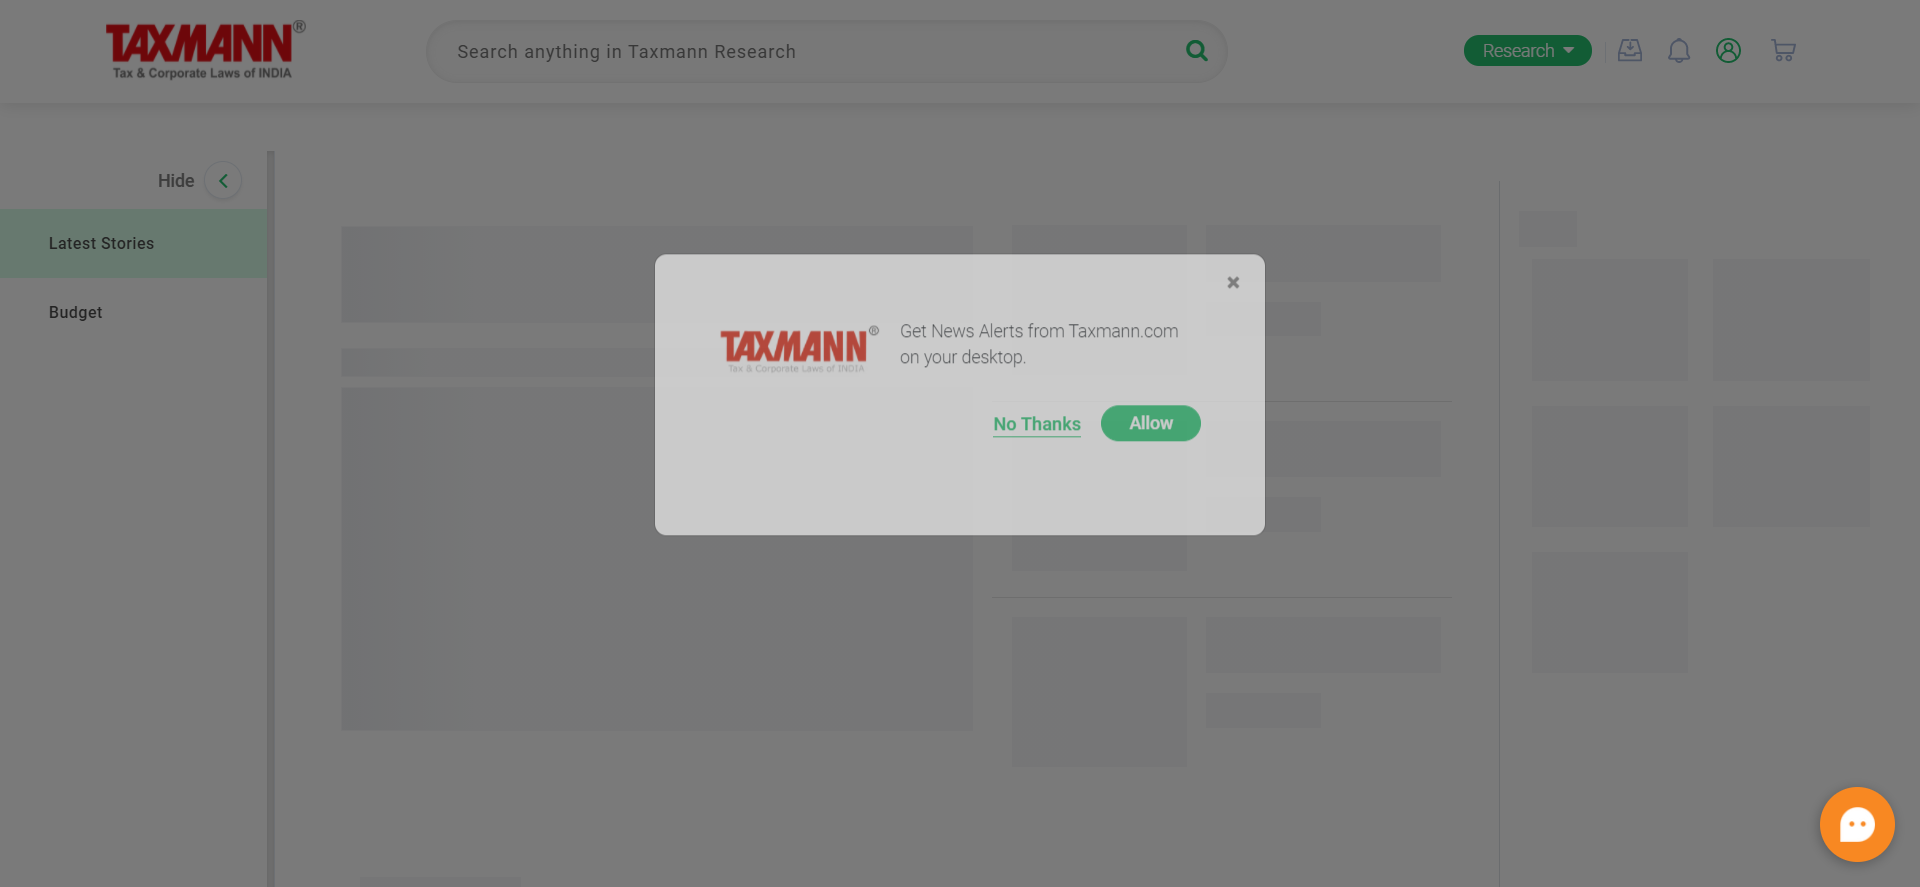 TAXMANN®
Tax & Corporate Laws of INDIA
Search anything in Taxmann Research
Research
Hide
Latest Stories
Budget
×
TAXMANN®
Tax & Corporate Laws of INDIA
Get News Alerts from Taxmann.com
on your desktop.
No Thanks
Allow